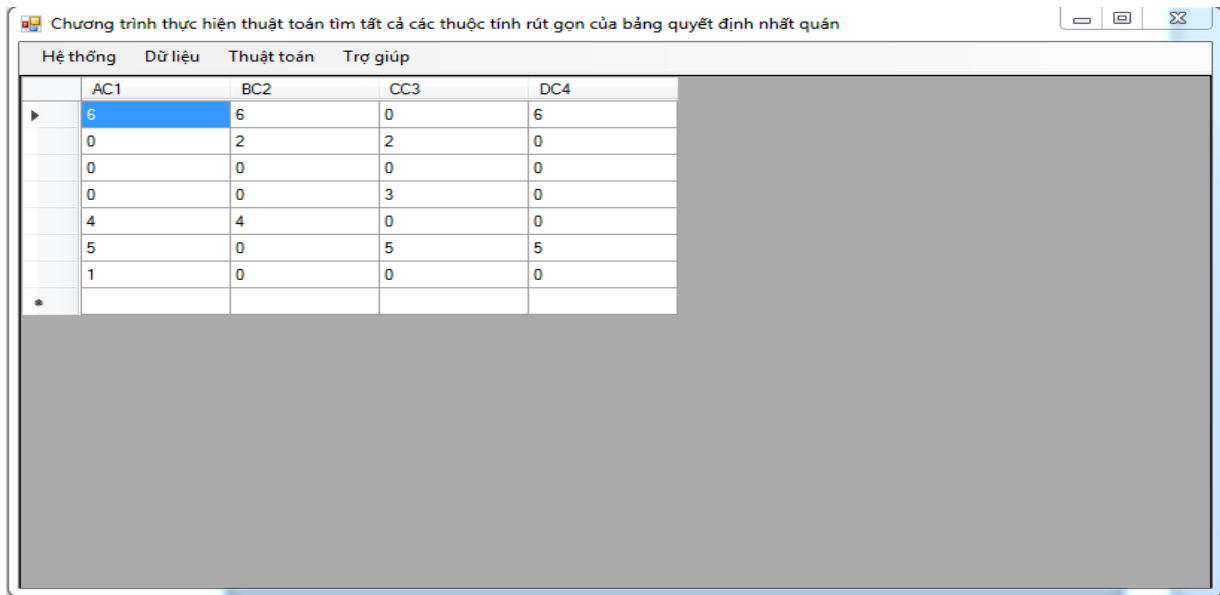 Chương trình thực hiện thuật toán tìm tất cả các thuộc tính rút gọn của bảng quyết định nhất quán
Hệ thống Dữ liệu Thuật toán Trợ giúp
AC1 BC2 CC3 DC4
6 6 0 6
0 2 2 0
0 0 0 0
0 0 3 0
4 4 0 0
5 0 5 5
1 0 0 0